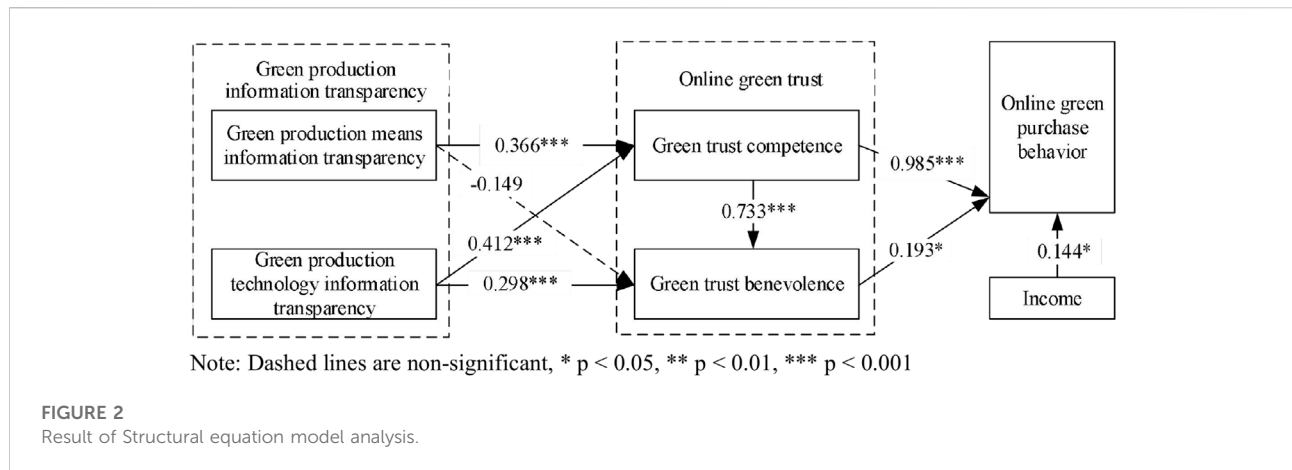 Green production
information transparency
Green production means
information transparency
Green production
technology information
transparency
0.366***
-0.149
0.412***
0.298***
Online green trust
Green trust competence
0.733***
Green trust benevolence
0.985***
0.193*
Online green
purchase
behavior
0.144*
Income
Note: Dashed lines are non-significant, * p < 0.05, ** p < 0.01, *** p < 0.001
FIGURE 2
Result of Structural equation model analysis.